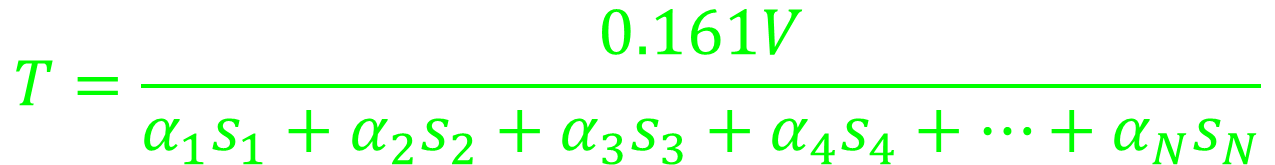 T = 0.161V / (α₁s₁ + α₂s₂ + α₃s₃ + α₄s₄ + ⋯ + α_N s_N)